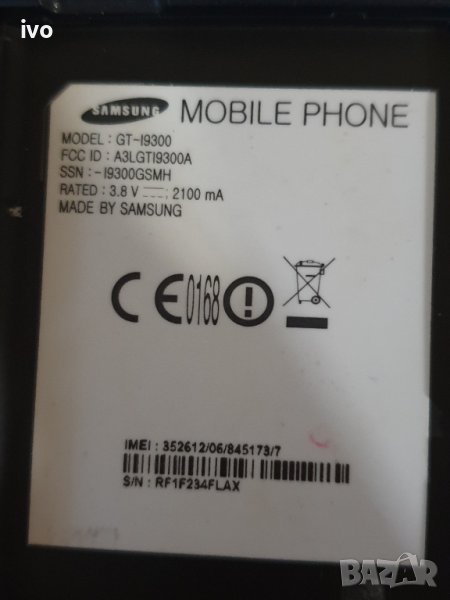 ivo
SAMSUNG MOBILE PHONE
MODEL: GT-I9300
FCC ID : A3LGTI9300A
SSN : -I9300GSMH
RATED : 3.8 V ⎓; 2100 mA
MADE BY SAMSUNG
CE0168
IMEI : 352612/06/845173/7
S/N : RF1F234FLAX
BAZAR